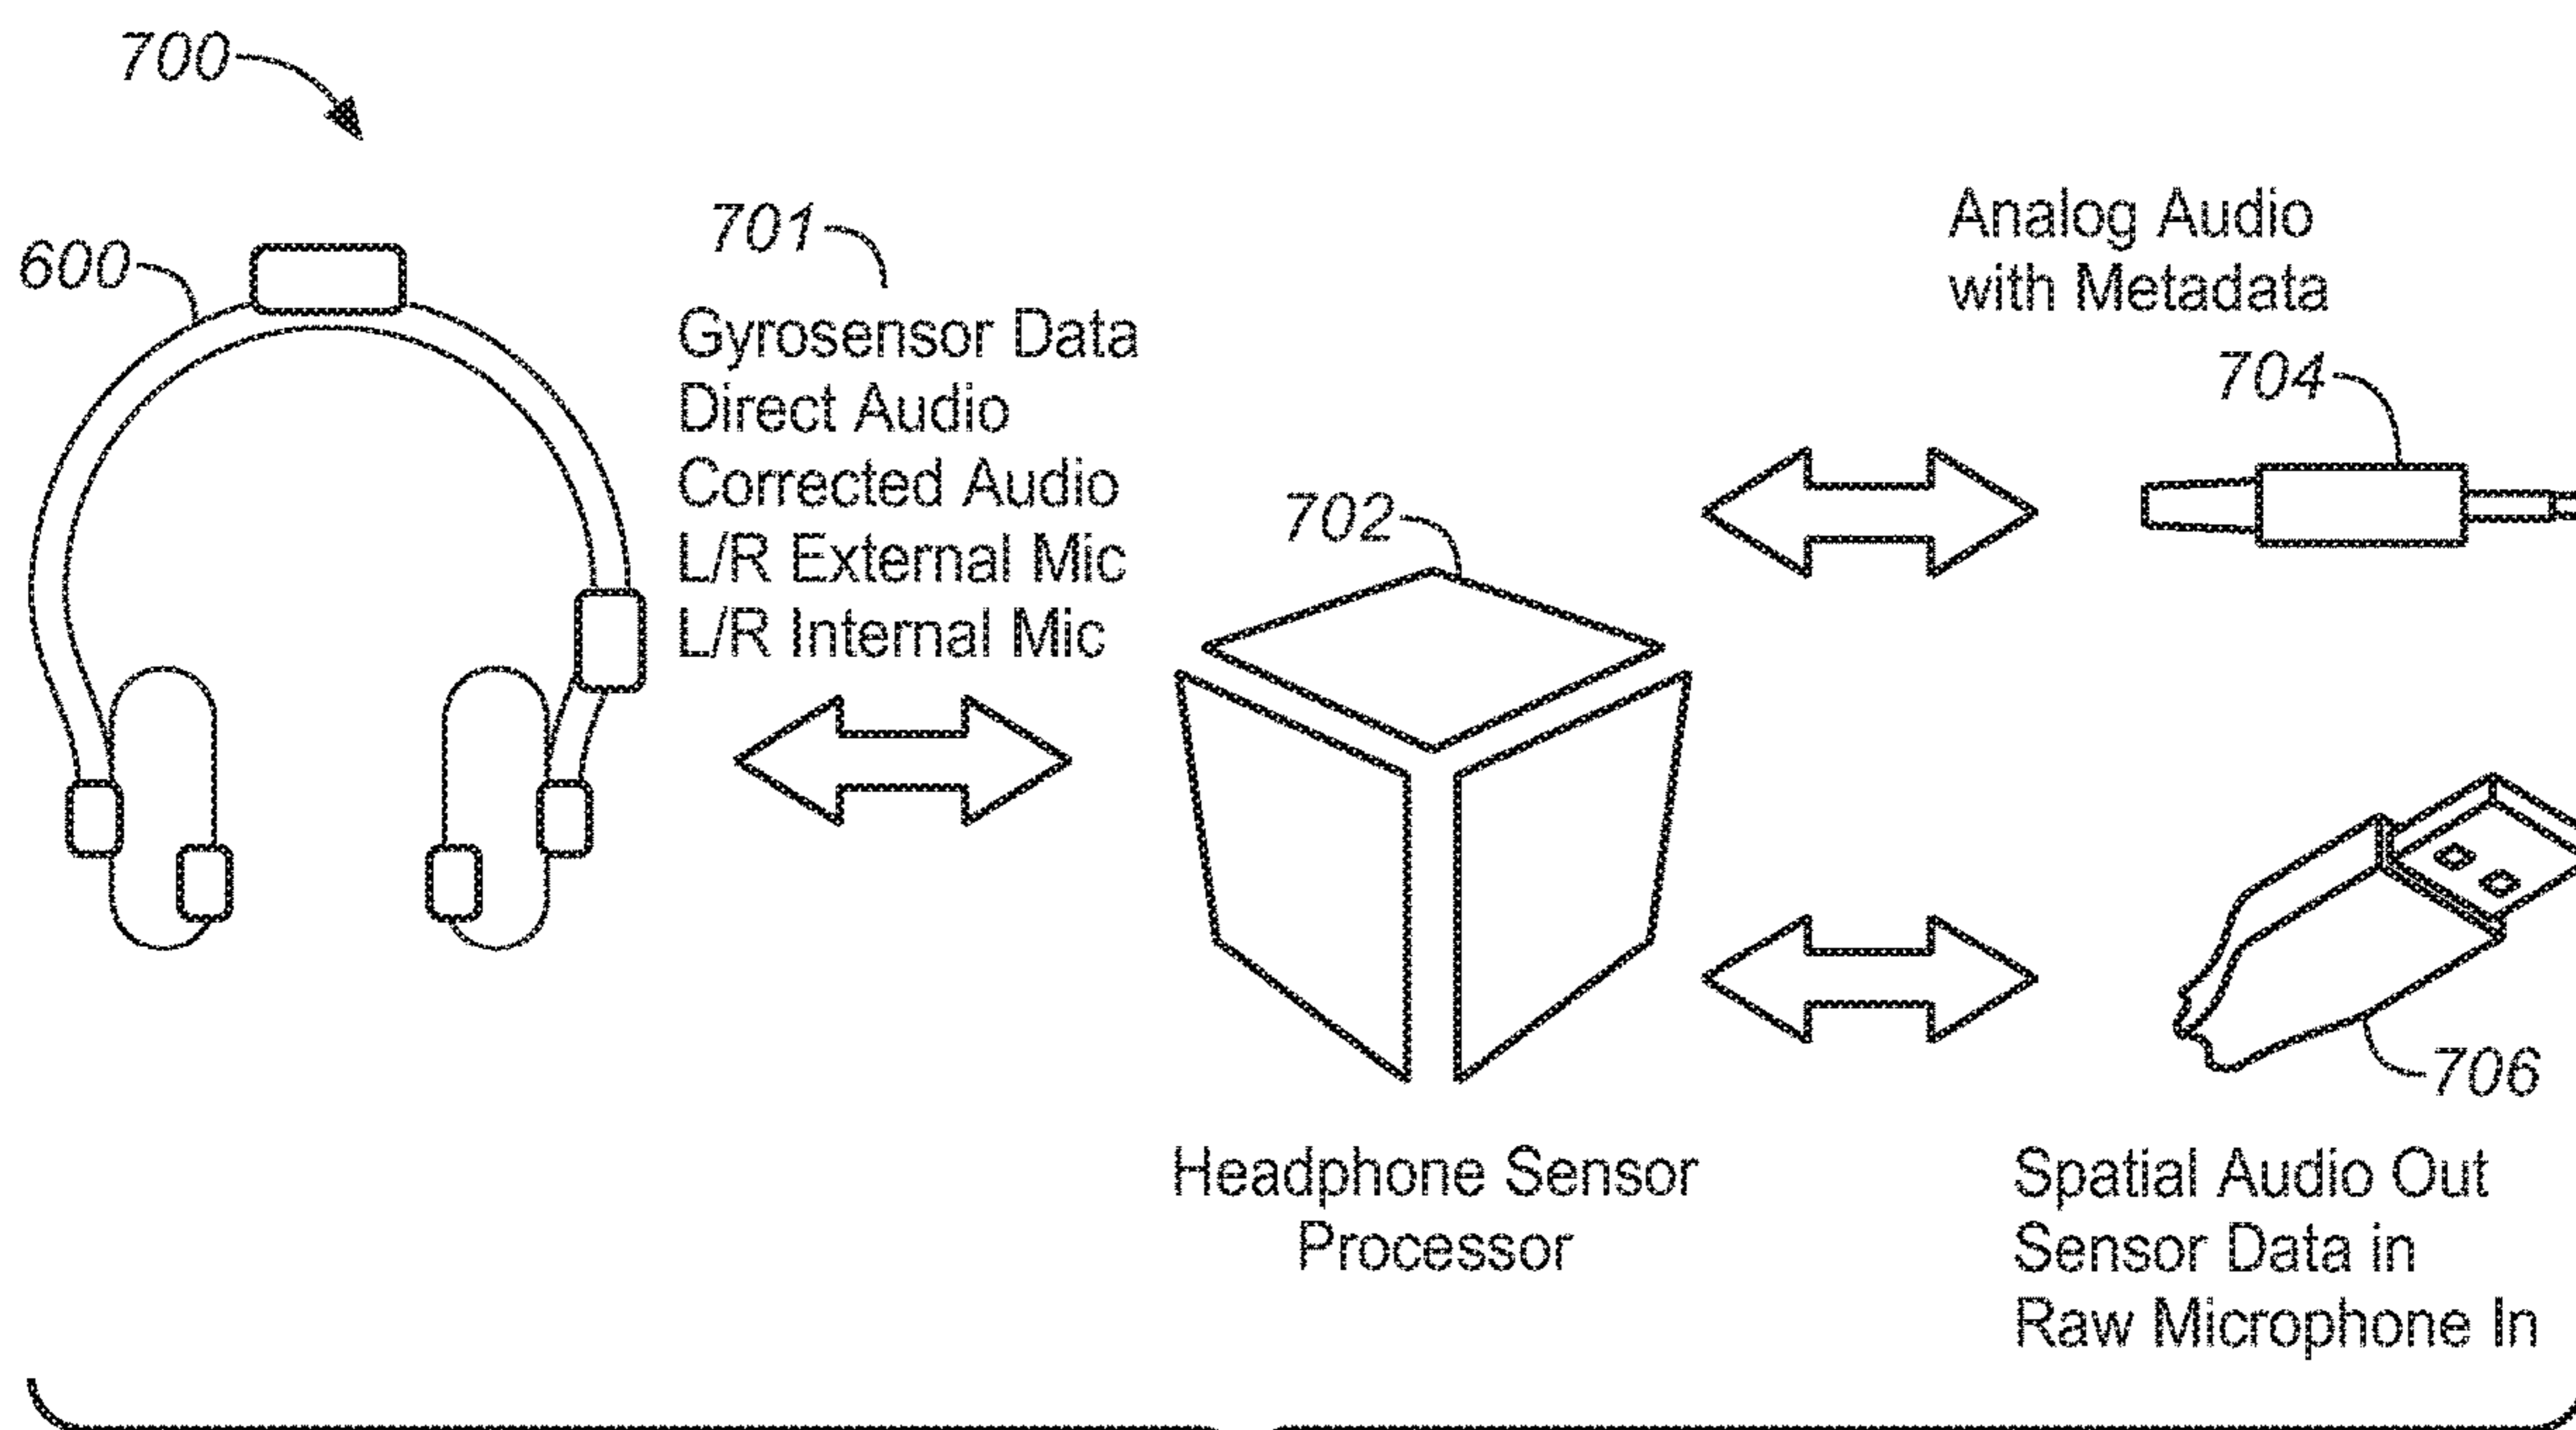 700
600
701
Gyrosensor Data
Direct Audio
Corrected Audio
L/R External Mic
L/R Internal Mic
702
Headphone Sensor
Processor
Analog Audio
with Metadata
704
706
Spatial Audio Out
Sensor Data in
Raw Microphone In